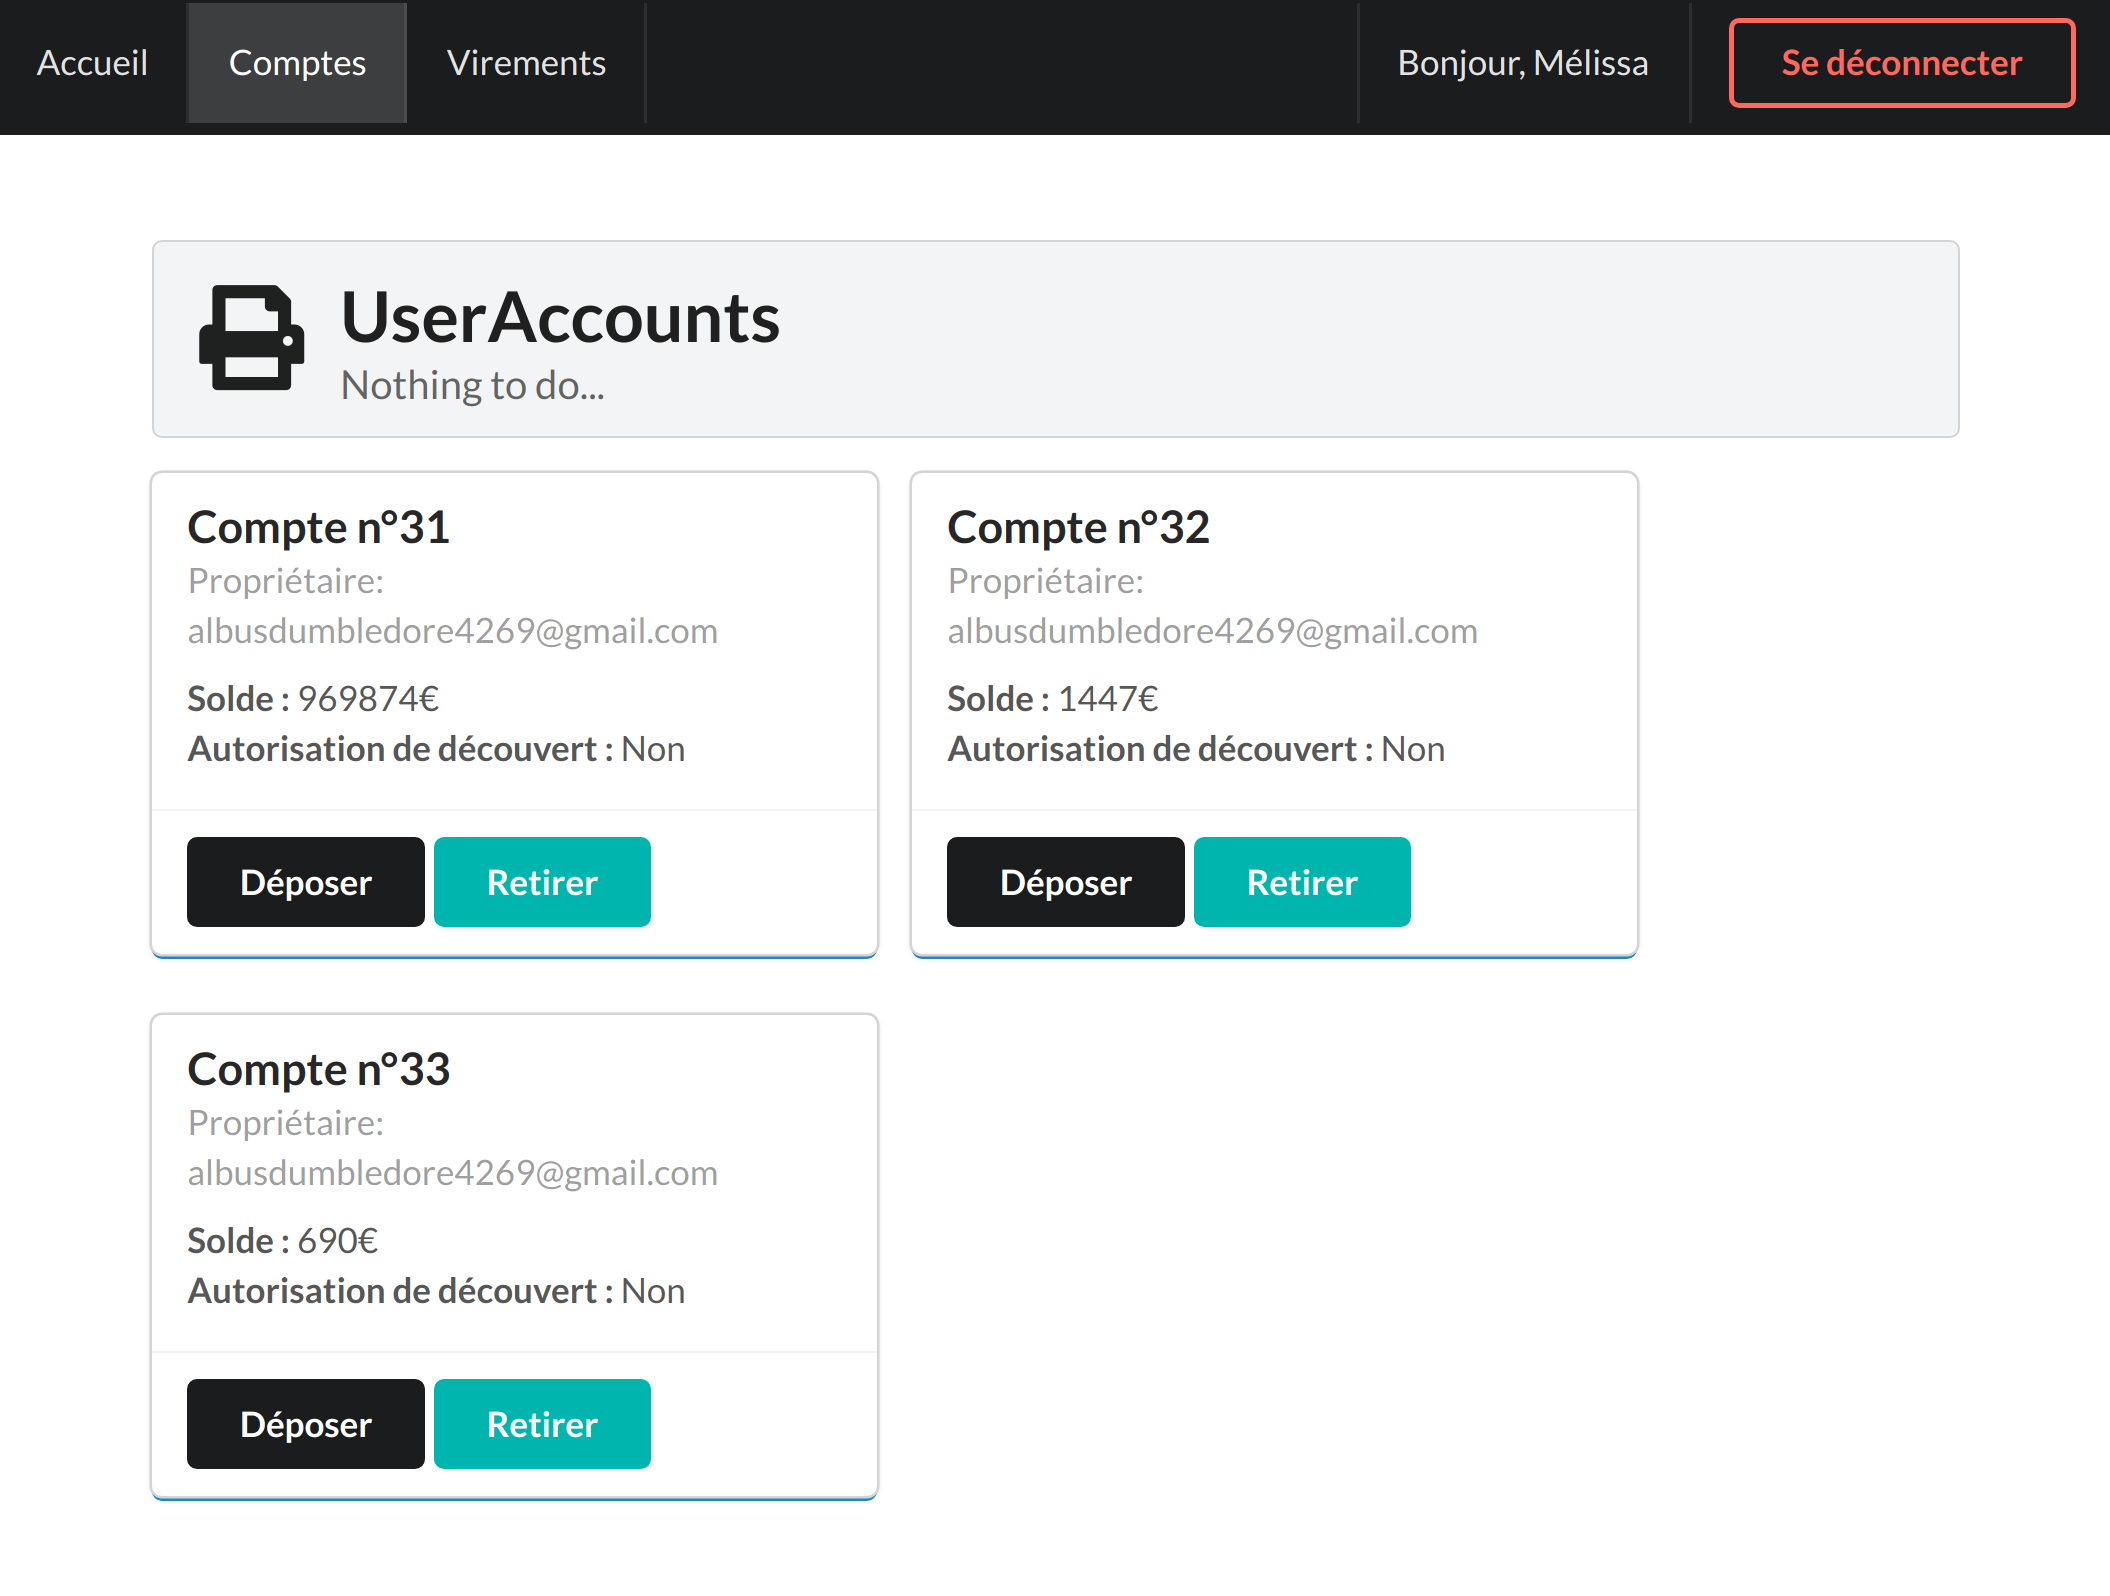 Accueil
Comptes
Virements
Bonjour, Mélissa
Se déconnecter
UserAccounts
Nothing to do...
Compte n°31
Propriétaire:
albusdumbledore4269@gmail.com
Solde : 969874€
Autorisation de découvert : Non
Déposer
Retirer
Compte n°32
Propriétaire:
albusdumbledore4269@gmail.com
Solde : 1447€
Autorisation de découvert : Non
Déposer
Retirer
Compte n°33
Propriétaire:
albusdumbledore4269@gmail.com
Solde : 690€
Autorisation de découvert : Non
Déposer
Retirer